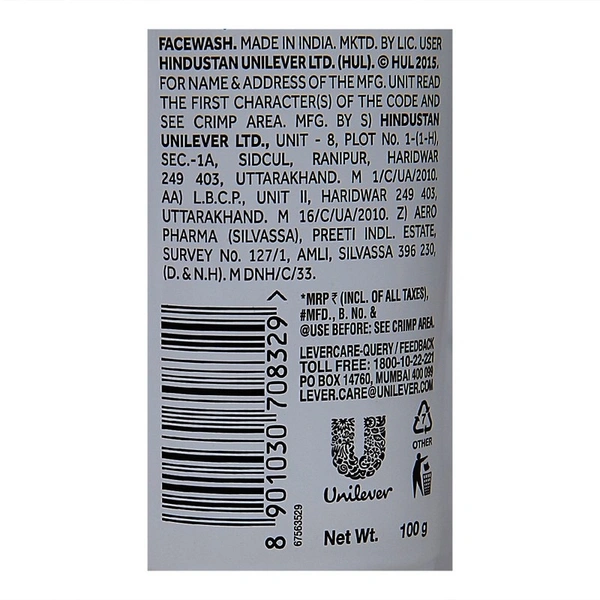 FACEWASH. MADE IN INDIA. MKTD. BY LIC. USER
HINDUSTAN UNILEVER LTD. (HUL). © HUL 2015.
FOR NAME & ADDRESS OF THE MFG. UNIT READ
THE FIRST CHARACTER(S) OF THE CODE AND
SEE CRIMP AREA. MFG. BY S) HINDUSTAN
UNILEVER LTD., UNIT - 8, PLOT No. 1-(1-H),
SEC.-1A, SIDCUL, RANIPUR, HARIDWAR
249 403, UTTARAKHAND. M 1/C/UA/2010.
AA) L.B.C.P., UNIT II, HARIDWAR 249 403,
UTTARAKHAND. M 16/C/UA/2010. Z) AERO
PHARMA (SILVASSA), PREETI INDL. ESTATE,
SURVEY No. 127/1, AMLI, SILVASSA 396 230,
(D. & N.H). M DNH/C/33.
*MRP ₹ (INCL. OF ALL TAXES),
#MFD., B. No. &
@USE BEFORE: SEE CRIMP AREA.
LEVERCARE-QUERY/FEEDBACK
TOLL FREE: 1800-10-22-221
PO BOX 14760, MUMBAI 400 099
LEVER.CARE@UNILEVER.COM
8 901030 708329 >
67563529
7
OTHER
Unilever
Net Wt. 100 g